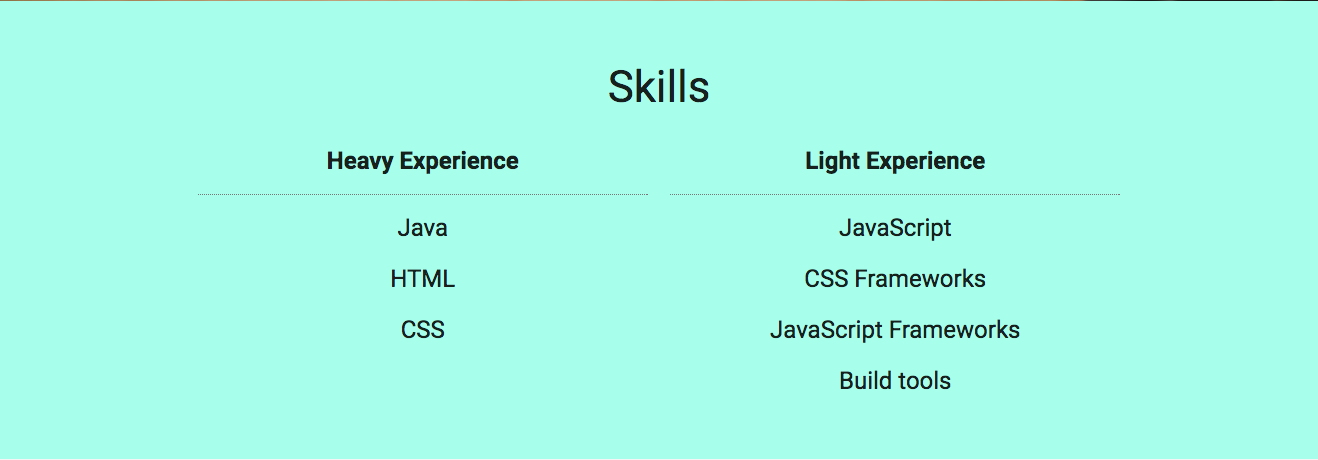 Skills
Heavy Experience
Java
HTML
CSS
Light Experience
JavaScript
CSS Frameworks
JavaScript Frameworks
Build tools